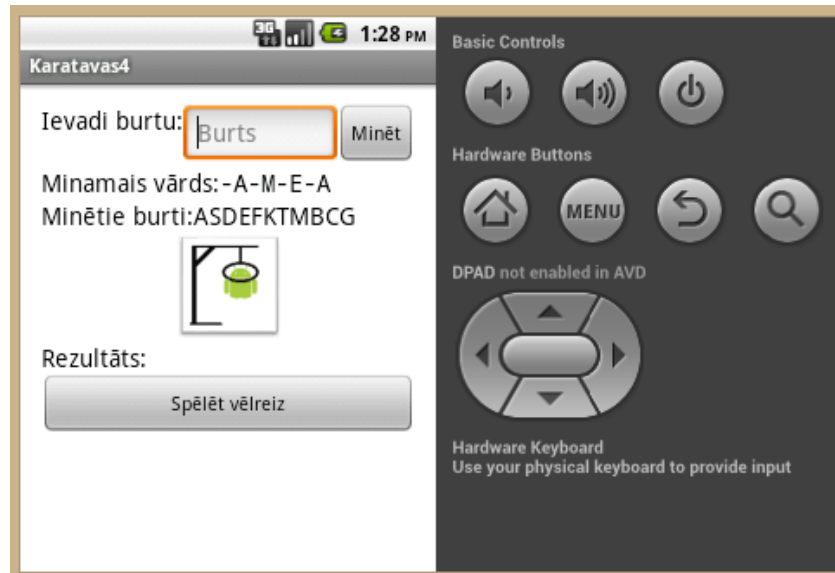 3G 1:28 PM
Karatavas4
Ievadi burtu: Burts Minēt
Minamais vārds:-A-M-E-A
Minētie burti:ASDEFKTMBCG
Rezultāts:
Spēlēt vēlreiz
Basic Controls
Hardware Buttons
MENU
DPAD not enabled in AVD
Hardware Keyboard
Use your physical keyboard to provide input